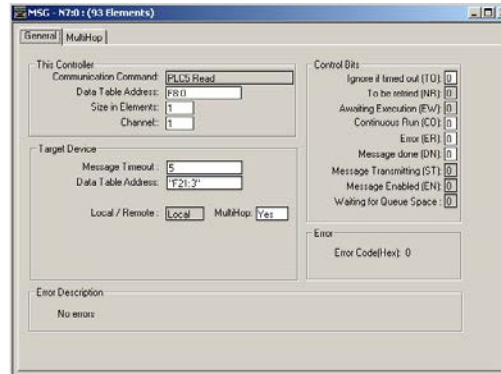 MSG - N7:0 : (93 Elements)
General MultiHop
This Controller
Communication Command: PLC5 Read
Data Table Address: F8:0
Size in Elements: 1
Channel: 1
Target Device
Message Timeout : 5
Data Table Address: "F21:3"
Local / Remote : Local MultiHop: Yes
Control Bits
Ignore if timed out (TO): 0
To be retried (NR): 0
Awaiting Execution (EW): 0
Continuous Run (CO): 0
Error (ER): 0
Message done (DN): 0
Message Transmitting (ST): 0
Message Enabled (EN): 0
Waiting for Queue Space : 0
Error
Error Code(Hex): 0
Error Description
No errors